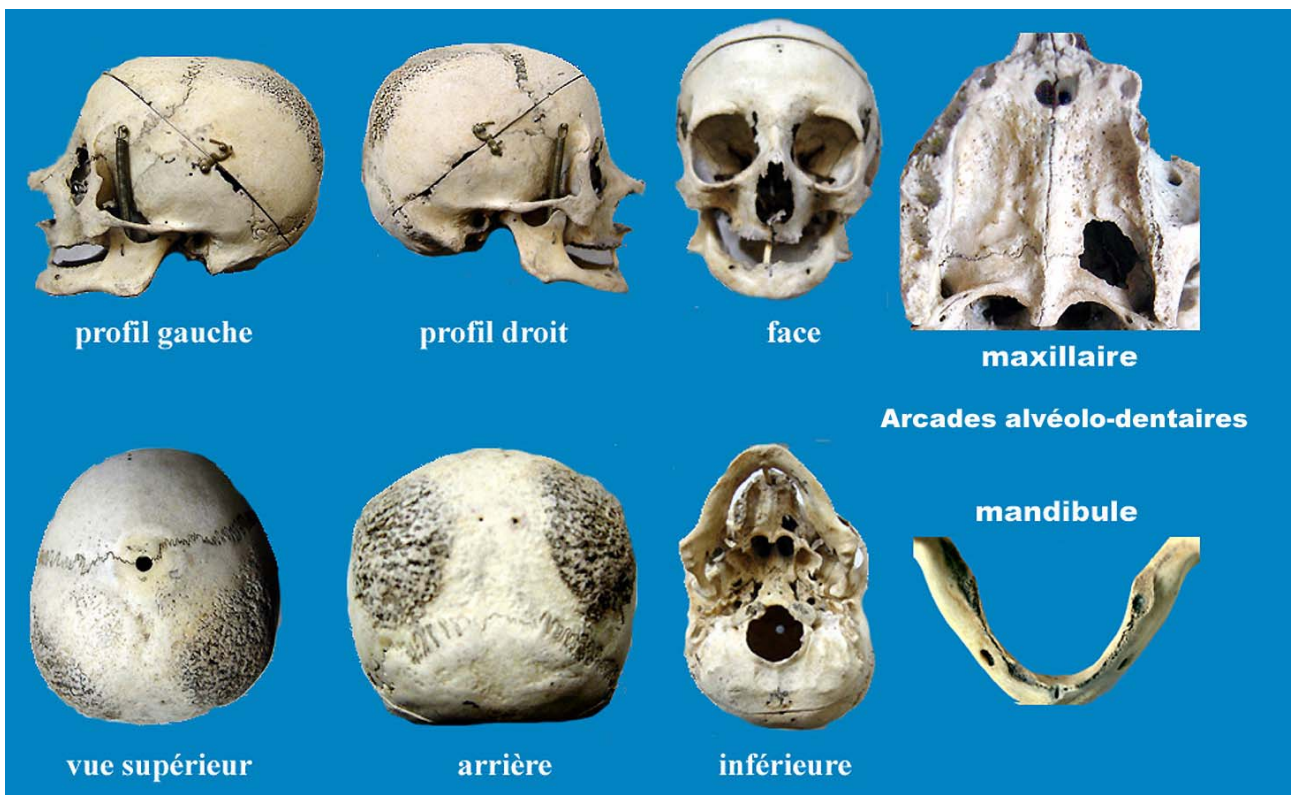 profil gauche
profil droit
face
maxillaire
Arcades alvéolo-dentaires
mandibule
vue supérieur
arrière
inférieure